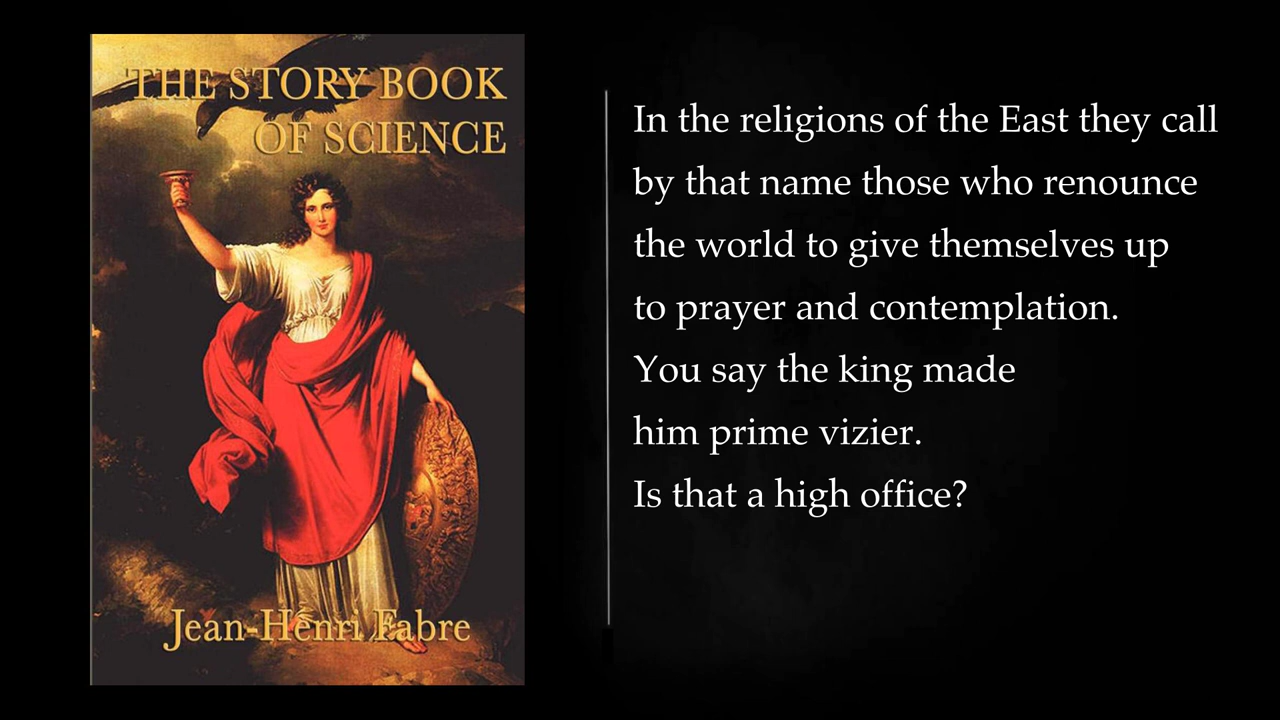 THE STORY BOOK
OF SCIENCE
Jean-Henri Fabre
In the religions of the East they call
by that name those who renounce
the world to give themselves up
to prayer and contemplation.
You say the king made
him prime vizier.
Is that a high office?